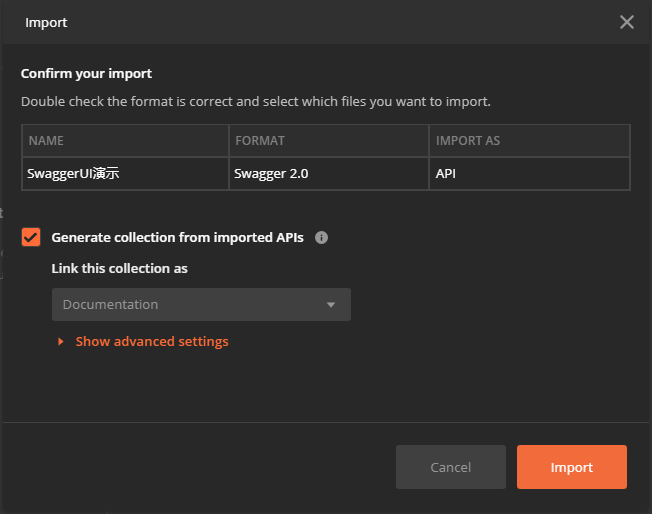 Import
Confirm your import
Double check the format is correct and select which files you want to import.
NAME FORMAT IMPORT AS
SwaggerUI演示 Swagger 2.0 API
Generate collection from imported APIs
Link this collection as
Documentation
Show advanced settings
Cancel Import